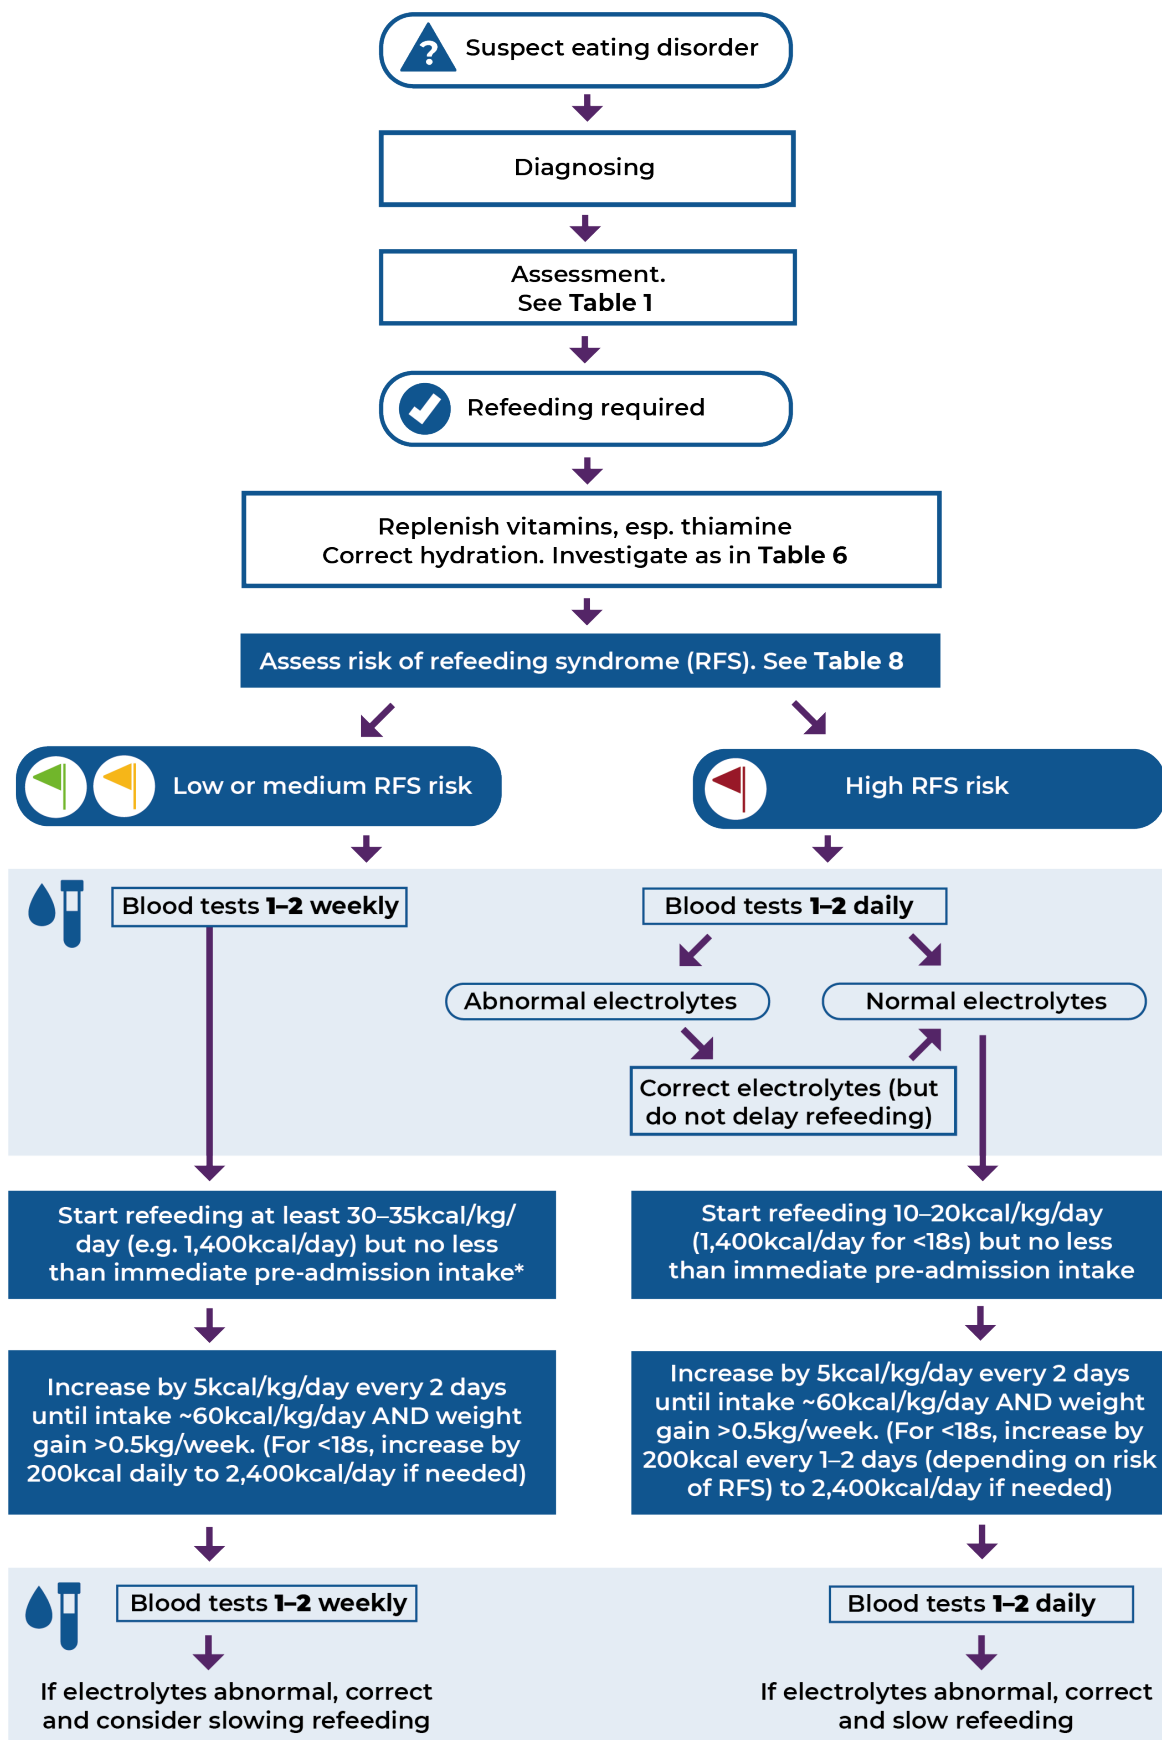 ?
Suspect eating disorder
Diagnosing
Assessment.
See Table 1
Refeeding required
Replenish vitamins, esp. thiamine
Correct hydration. Investigate as in Table 6
Assess risk of refeeding syndrome (RFS). See Table 8
Low or medium RFS risk
High RFS risk
Blood tests 1–2 weekly
Blood tests 1–2 daily
Abnormal electrolytes
Normal electrolytes
Correct electrolytes (but
do not delay refeeding)
Start refeeding at least 30–35kcal/kg/
day (e.g. 1,400kcal/day) but no less
than immediate pre-admission intake*
Start refeeding 10–20kcal/kg/day
(1,400kcal/day for <18s) but no less
than immediate pre-admission intake
Increase by 5kcal/kg/day every 2 days
until intake ~60kcal/kg/day AND weight
gain >0.5kg/week. (For <18s, increase by
200kcal daily to 2,400kcal/day if needed)
Increase by 5kcal/kg/day every 2 days
until intake ~60kcal/kg/day AND weight
gain >0.5kg/week. (For <18s, increase by
200kcal every 1–2 days (depending on risk
of RFS) to 2,400kcal/day if needed)
Blood tests 1–2 weekly
Blood tests 1–2 daily
If electrolytes abnormal, correct
and consider slowing refeeding
If electrolytes abnormal, correct
and slow refeeding